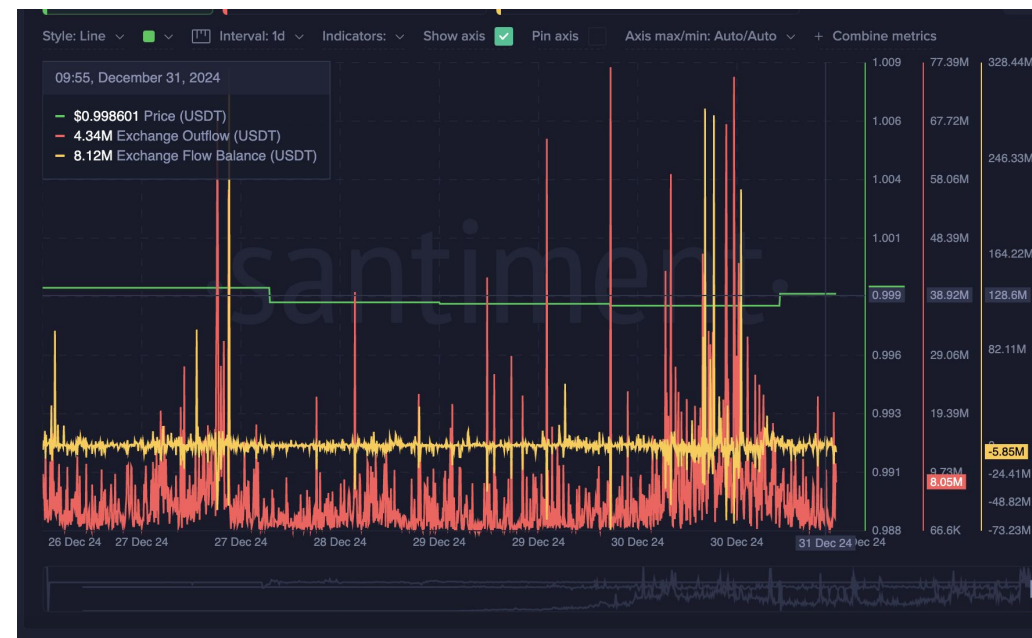 Style: Line Interval: 1d Indicators: Show axis Pin axis Axis max/min: Auto/Auto + Combine metrics
09:55, December 31, 2024
$0.998601 Price (USDT)
4.34M Exchange Outflow (USDT)
8.12M Exchange Flow Balance (USDT)
santiment.
1.009 77.39M 328.44M
1.006 67.72M
246.33M
1.004 58.06M
1.001 48.39M
164.22M
0.999 38.92M 128.6M
0.996 29.06M 82.11M
0.993 19.39M
-5.85M
0.991 9.73M -24.41M
8.05M
-48.82M
0.988 66.6K -73.23M
26 Dec 24 27 Dec 24 27 Dec 24 28 Dec 24 29 Dec 24 29 Dec 24 30 Dec 24 30 Dec 24 31 Dec 24 ec 24